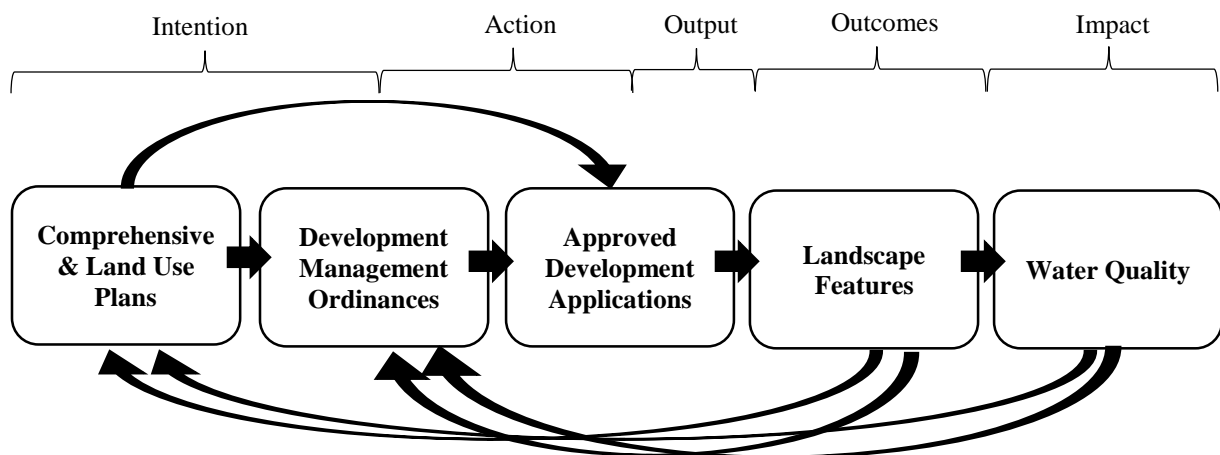 Intention
Action
Output
Outcomes
Impact
Comprehensive
& Land Use
Plans
Development
Management
Ordinances
Approved
Development
Applications
Landscape
Features
Water Quality